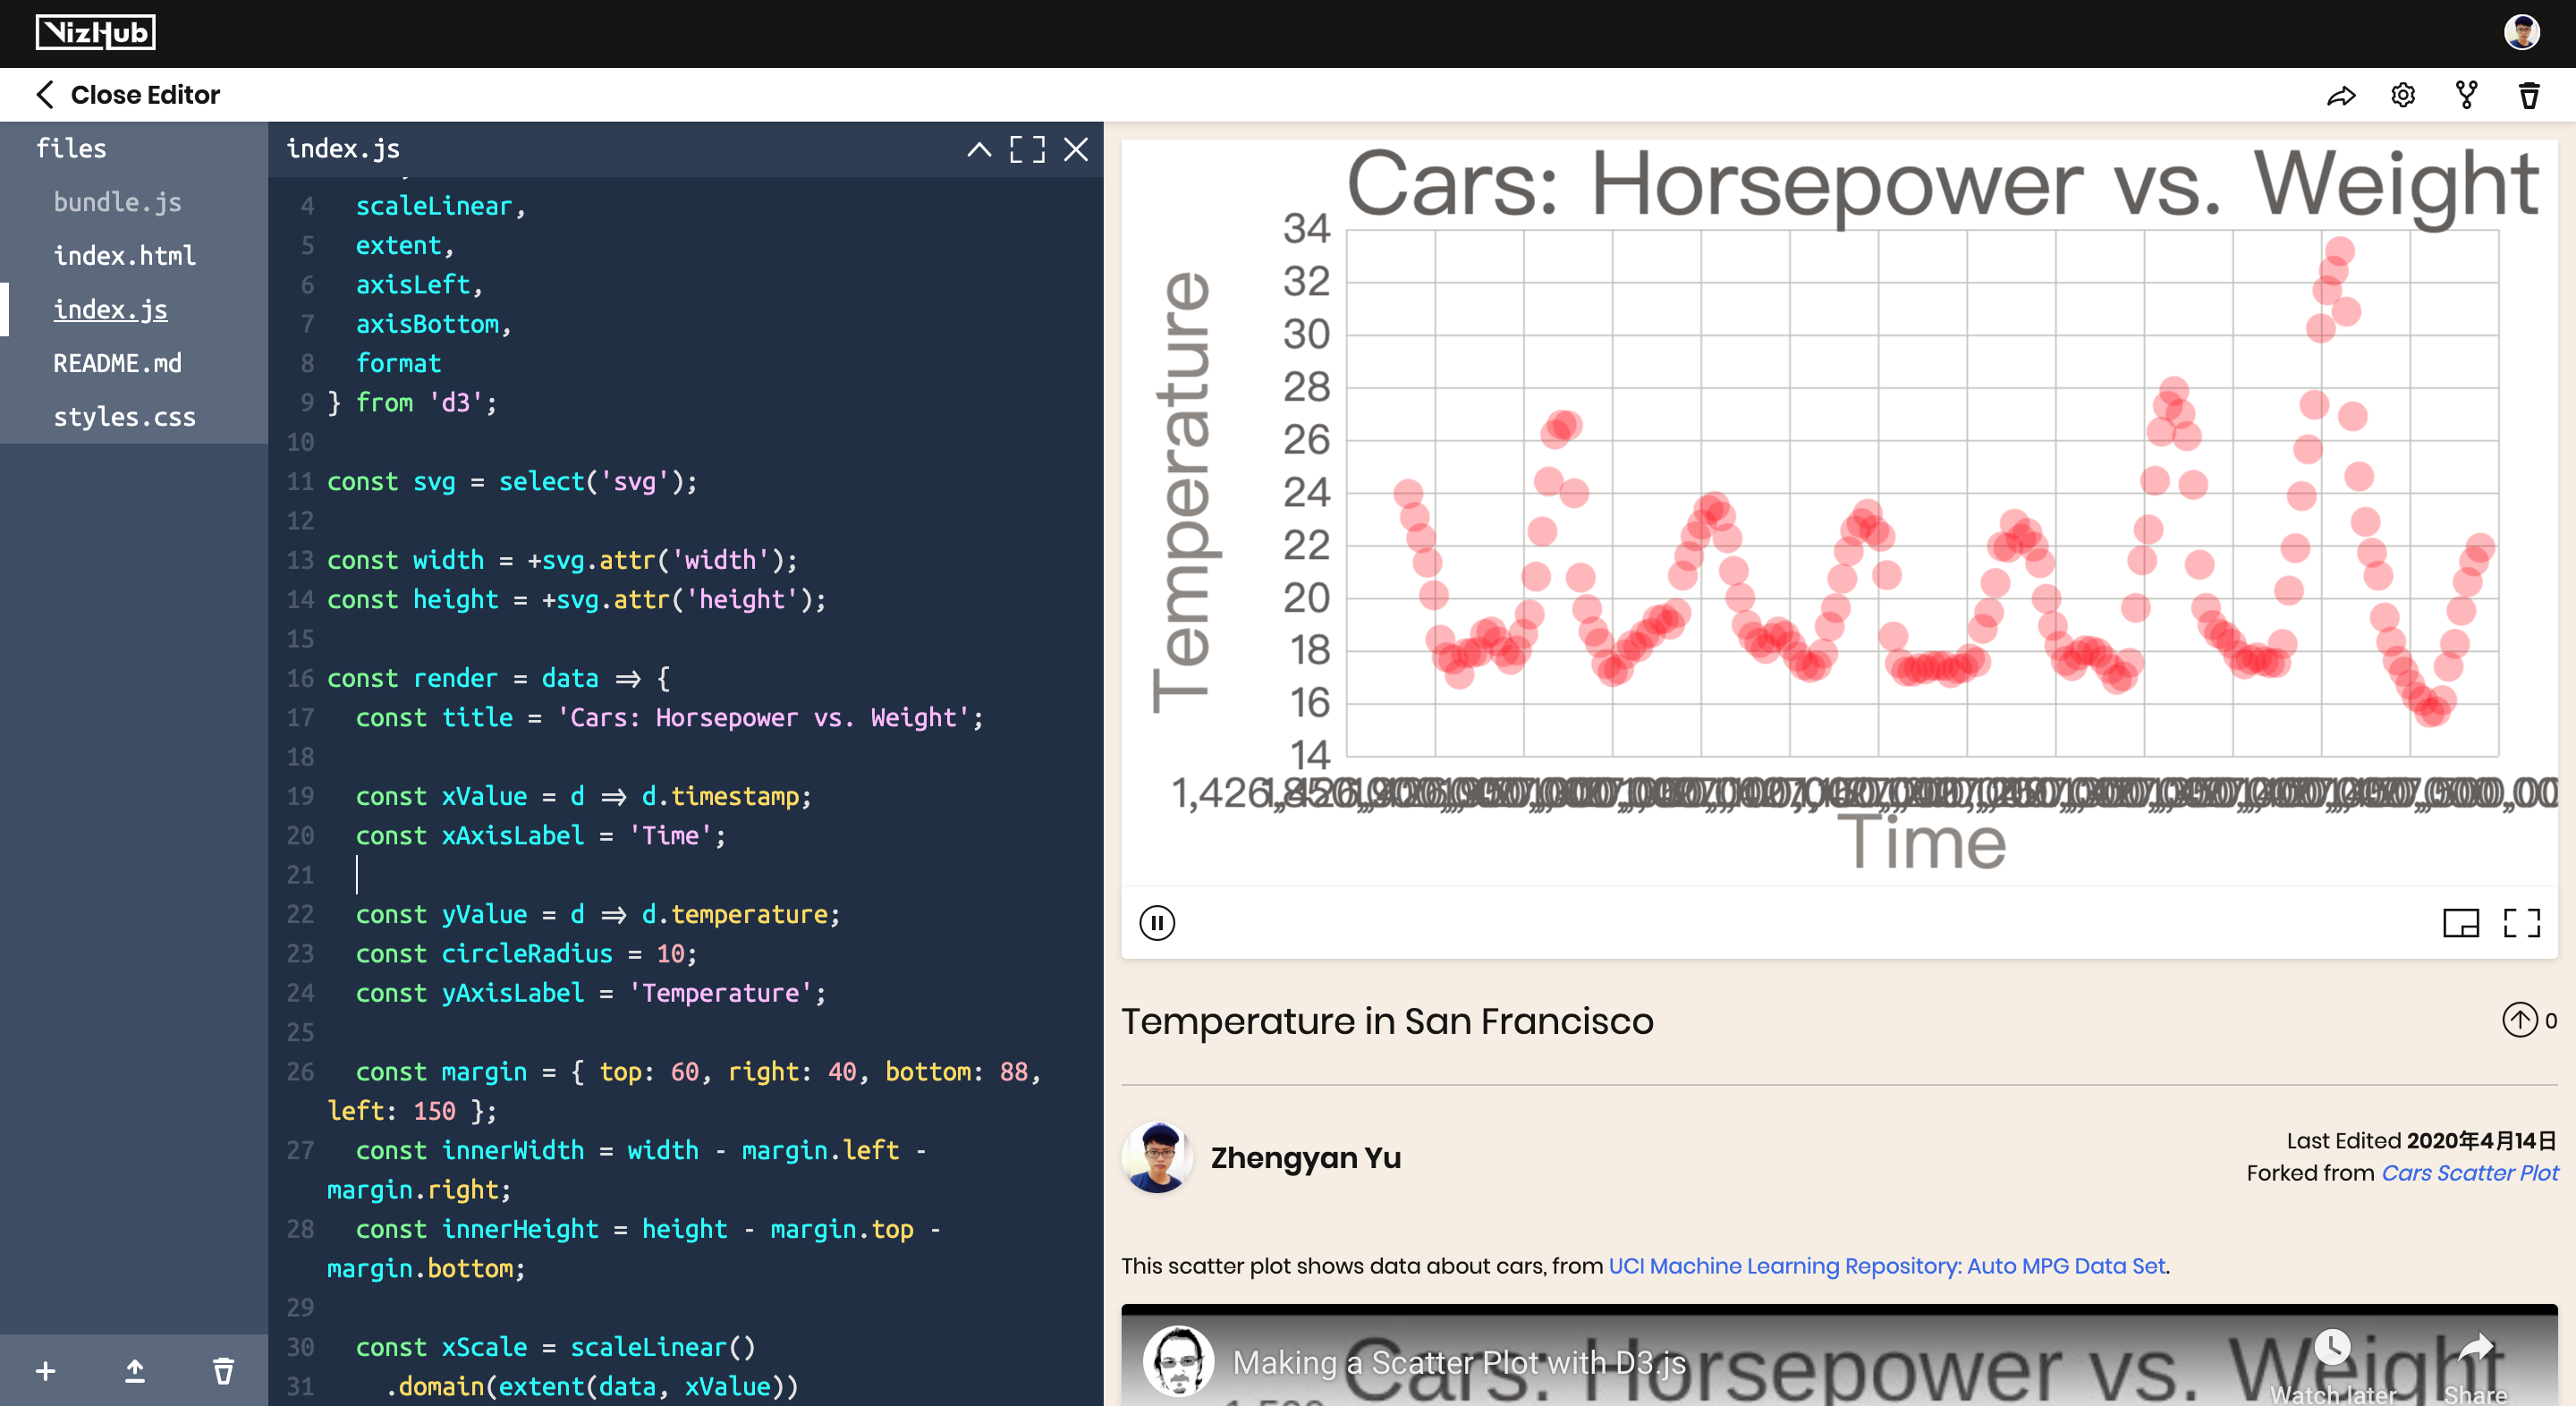 VizHub
Close Editor
files
bundle.js
index.html
index.js
README.md
styles.css
index.js
4 scaleLinear,
5 extent,
6 axisLeft,
7 axisBottom,
8 format
9 } from 'd3';
10
11 const svg = select('svg');
12
13 const width = +svg.attr('width');
14 const height = +svg.attr('height');
15
16 const render = data => {
17 const title = 'Cars: Horsepower vs. Weight';
18
19 const xValue = d => d.timestamp;
20 const xAxisLabel = 'Time';
21
22 const yValue = d => d.temperature;
23 const circleRadius = 10;
24 const yAxisLabel = 'Temperature';
25
26 const margin = { top: 60, right: 40, bottom: 88,
left: 150 };
27 const innerWidth = width - margin.left -
margin.right;
28 const innerHeight = height - margin.top -
margin.bottom;
29
30 const xScale = scaleLinear()
31 .domain(extent(data, xValue))
Cars: Horsepower vs. Weight
Temperature
34
32
30
28
26
24
22
20
18
16
14
Time
Temperature in San Francisco
0
Zhengyan Yu
Last Edited 2020年4月14日
Forked from Cars Scatter Plot
This scatter plot shows data about cars, from UCI Machine Learning Repository: Auto MPG Data Set.
Making a Scatter Plot with D3.js
Cars: Horsepower vs. Weight
Watch later
Share